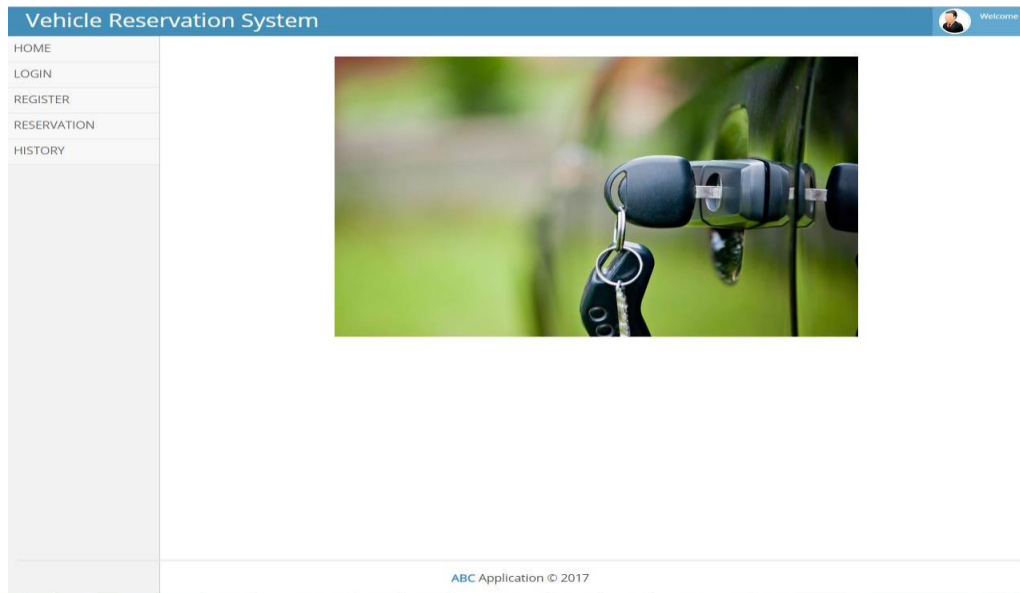 Vehicle Reservation System
Welcome
HOME
LOGIN
REGISTER
RESERVATION
HISTORY
ABC Application © 2017